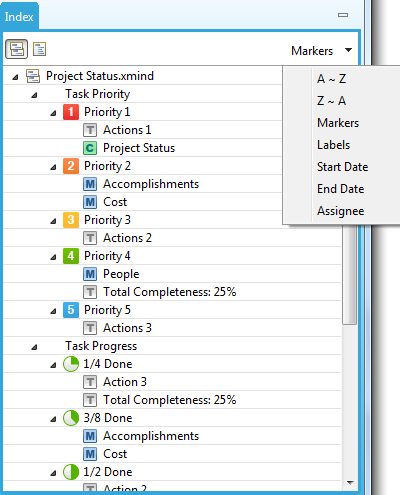 Index
Markers
A ~ Z
Z ~ A
Markers
Labels
Start Date
End Date
Assignee
Project Status.xmind
Task Priority
1 Priority 1
T Actions 1
C Project Status
2 Priority 2
M Accomplishments
M Cost
3 Priority 3
T Actions 2
4 Priority 4
M People
T Total Completeness: 25%
5 Priority 5
T Actions 3
Task Progress
1/4 Done
T Action 3
T Total Completeness: 25%
3/8 Done
M Accomplishments
M Cost
1/2 Done
T Action 2